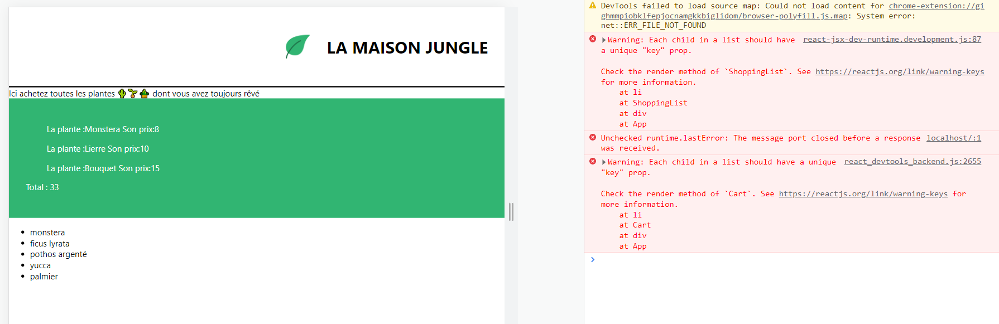 LA MAISON JUNGLE
Ici achetez toutes les plantes 🌵🌱🪴 dont vous avez toujours rêvé
La plante :Monstera Son prix:8
La plante :Lierre Son prix:10
La plante :Bouquet Son prix:15
Total : 33
monstera
ficus lyrata
pothos argenté
yucca
palmier
DevTools failed to load source map: Could not load content for chrome-extension://gi
ghmmpiobklfepjocnamgkkbiglidom/browser-polyfill.js.map: System error:
net::ERR_FILE_NOT_FOUND
Warning: Each child in a list should have react-jsx-dev-runtime.development.js:87
a unique "key" prop.
Check the render method of `ShoppingList`. See https://reactjs.org/link/warning-keys
for more information.
at li
at ShoppingList
at div
at App
Unchecked runtime.lastError: The message port closed before a response localhost/:1
was received.
Warning: Each child in a list should have a unique react_devtools_backend.js:2655
"key" prop.
Check the render method of `Cart`. See https://reactjs.org/link/warning-keys for
more information.
at li
at Cart
at div
at App